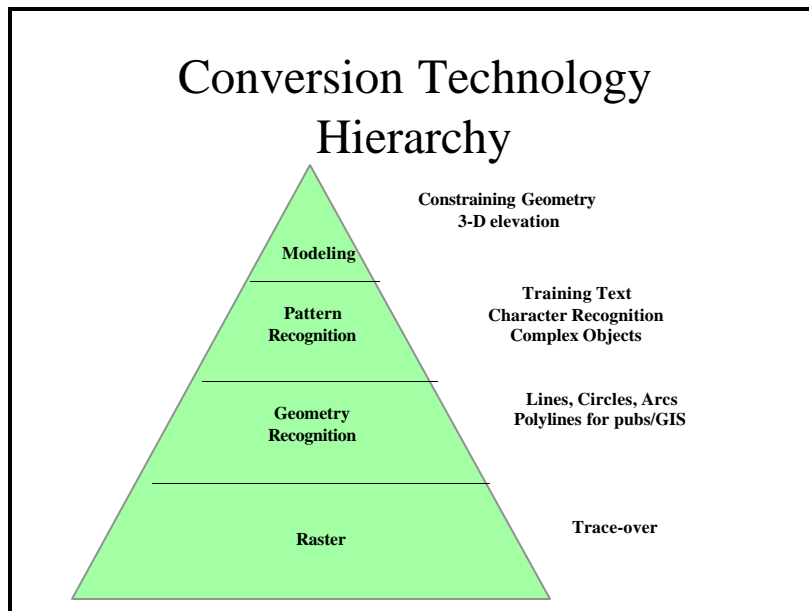 Conversion Technology
Hierarchy
Constraining Geometry
3-D elevation
Modeling
Training Text
Character Recognition
Complex Objects
Pattern
Recognition
Lines, Circles, Arcs
Polylines for pubs/GIS
Geometry
Recognition
Trace-over
Raster